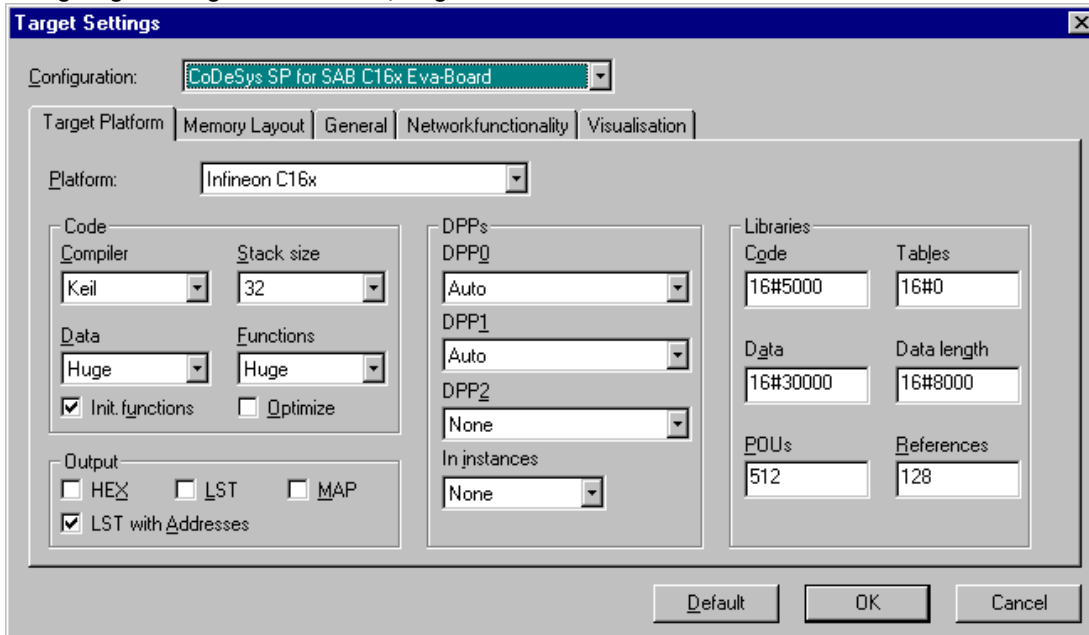 Target Settings
Configuration: CoDeSys SP for SAB C16x Eva-Board
Target Platform Memory Layout General Networkfunctionality Visualisation
Platform: Infineon C16x
Code
Compiler Stack size
Keil 32
Data Functions
Huge Huge
Init. functions Optimize
Output
HEX LST MAP
LST with Addresses
DPPs
DPP0
Auto
DPP1
Auto
DPP2
None
In instances
None
Libraries
Code Tables
16#5000 16#0
Data Data length
16#30000 16#8000
POUs References
512 128
Default OK Cancel